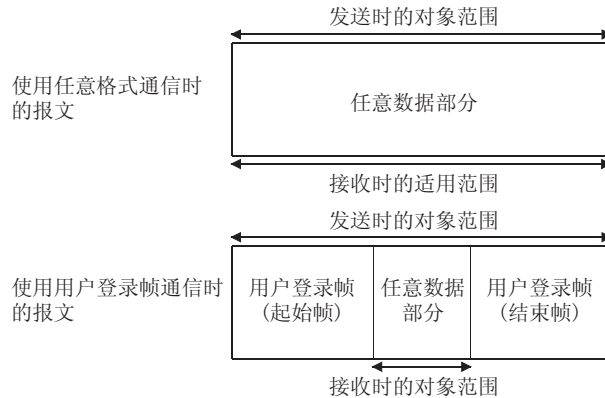 发送时的对象范围
使用任意格式通信时
的报文
任意数据部分
接收时的适用范围
发送时的对象范围
使用用户登录帧通信时
的报文
用户登录帧
(起始帧)
任意数据
部分
用户登录帧
(结束帧)
接收时的对象范围